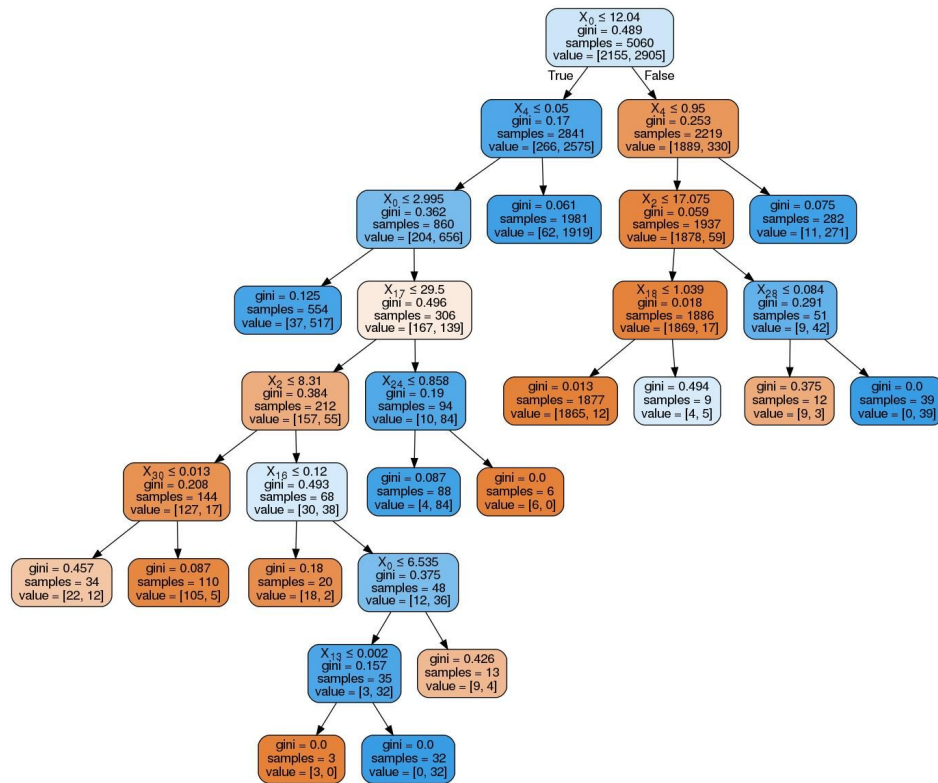 X0 ≤ 12.04
gini = 0.489
samples = 5060
value = [2155, 2905]
True
False
X4 ≤ 0.05
gini = 0.17
samples = 2841
value = [266, 2575]
X4 ≤ 0.95
gini = 0.253
samples = 2219
value = [1889, 330]
X0 ≤ 2.995
gini = 0.362
samples = 860
value = [204, 656]
gini = 0.061
samples = 1981
value = [62, 1919]
X2 ≤ 17.075
gini = 0.059
samples = 1937
value = [1878, 59]
gini = 0.075
samples = 282
value = [11, 271]
gini = 0.125
samples = 554
value = [37, 517]
X17 ≤ 29.5
gini = 0.496
samples = 306
value = [167, 139]
X18 ≤ 1.039
gini = 0.018
samples = 1886
value = [1869, 17]
X28 ≤ 0.084
gini = 0.291
samples = 51
value = [9, 42]
X2 ≤ 8.31
gini = 0.384
samples = 212
value = [157, 55]
X24 ≤ 0.858
gini = 0.19
samples = 94
value = [10, 84]
gini = 0.013
samples = 1877
value = [1865, 12]
gini = 0.494
samples = 9
value = [4, 5]
gini = 0.375
samples = 12
value = [9, 3]
gini = 0.0
samples = 39
value = [0, 39]
X30 ≤ 0.013
gini = 0.208
samples = 144
value = [127, 17]
X16 ≤ 0.12
gini = 0.493
samples = 68
value = [30, 38]
gini = 0.087
samples = 88
value = [4, 84]
gini = 0.0
samples = 6
value = [6, 0]
gini = 0.457
samples = 34
value = [22, 12]
gini = 0.087
samples = 110
value = [105, 5]
gini = 0.18
samples = 20
value = [18, 2]
X0 ≤ 6.535
gini = 0.375
samples = 48
value = [12, 36]
X13 ≤ 0.002
gini = 0.157
samples = 35
value = [3, 32]
gini = 0.426
samples = 13
value = [9, 4]
gini = 0.0
samples = 3
value = [3, 0]
gini = 0.0
samples = 32
value = [0, 32]